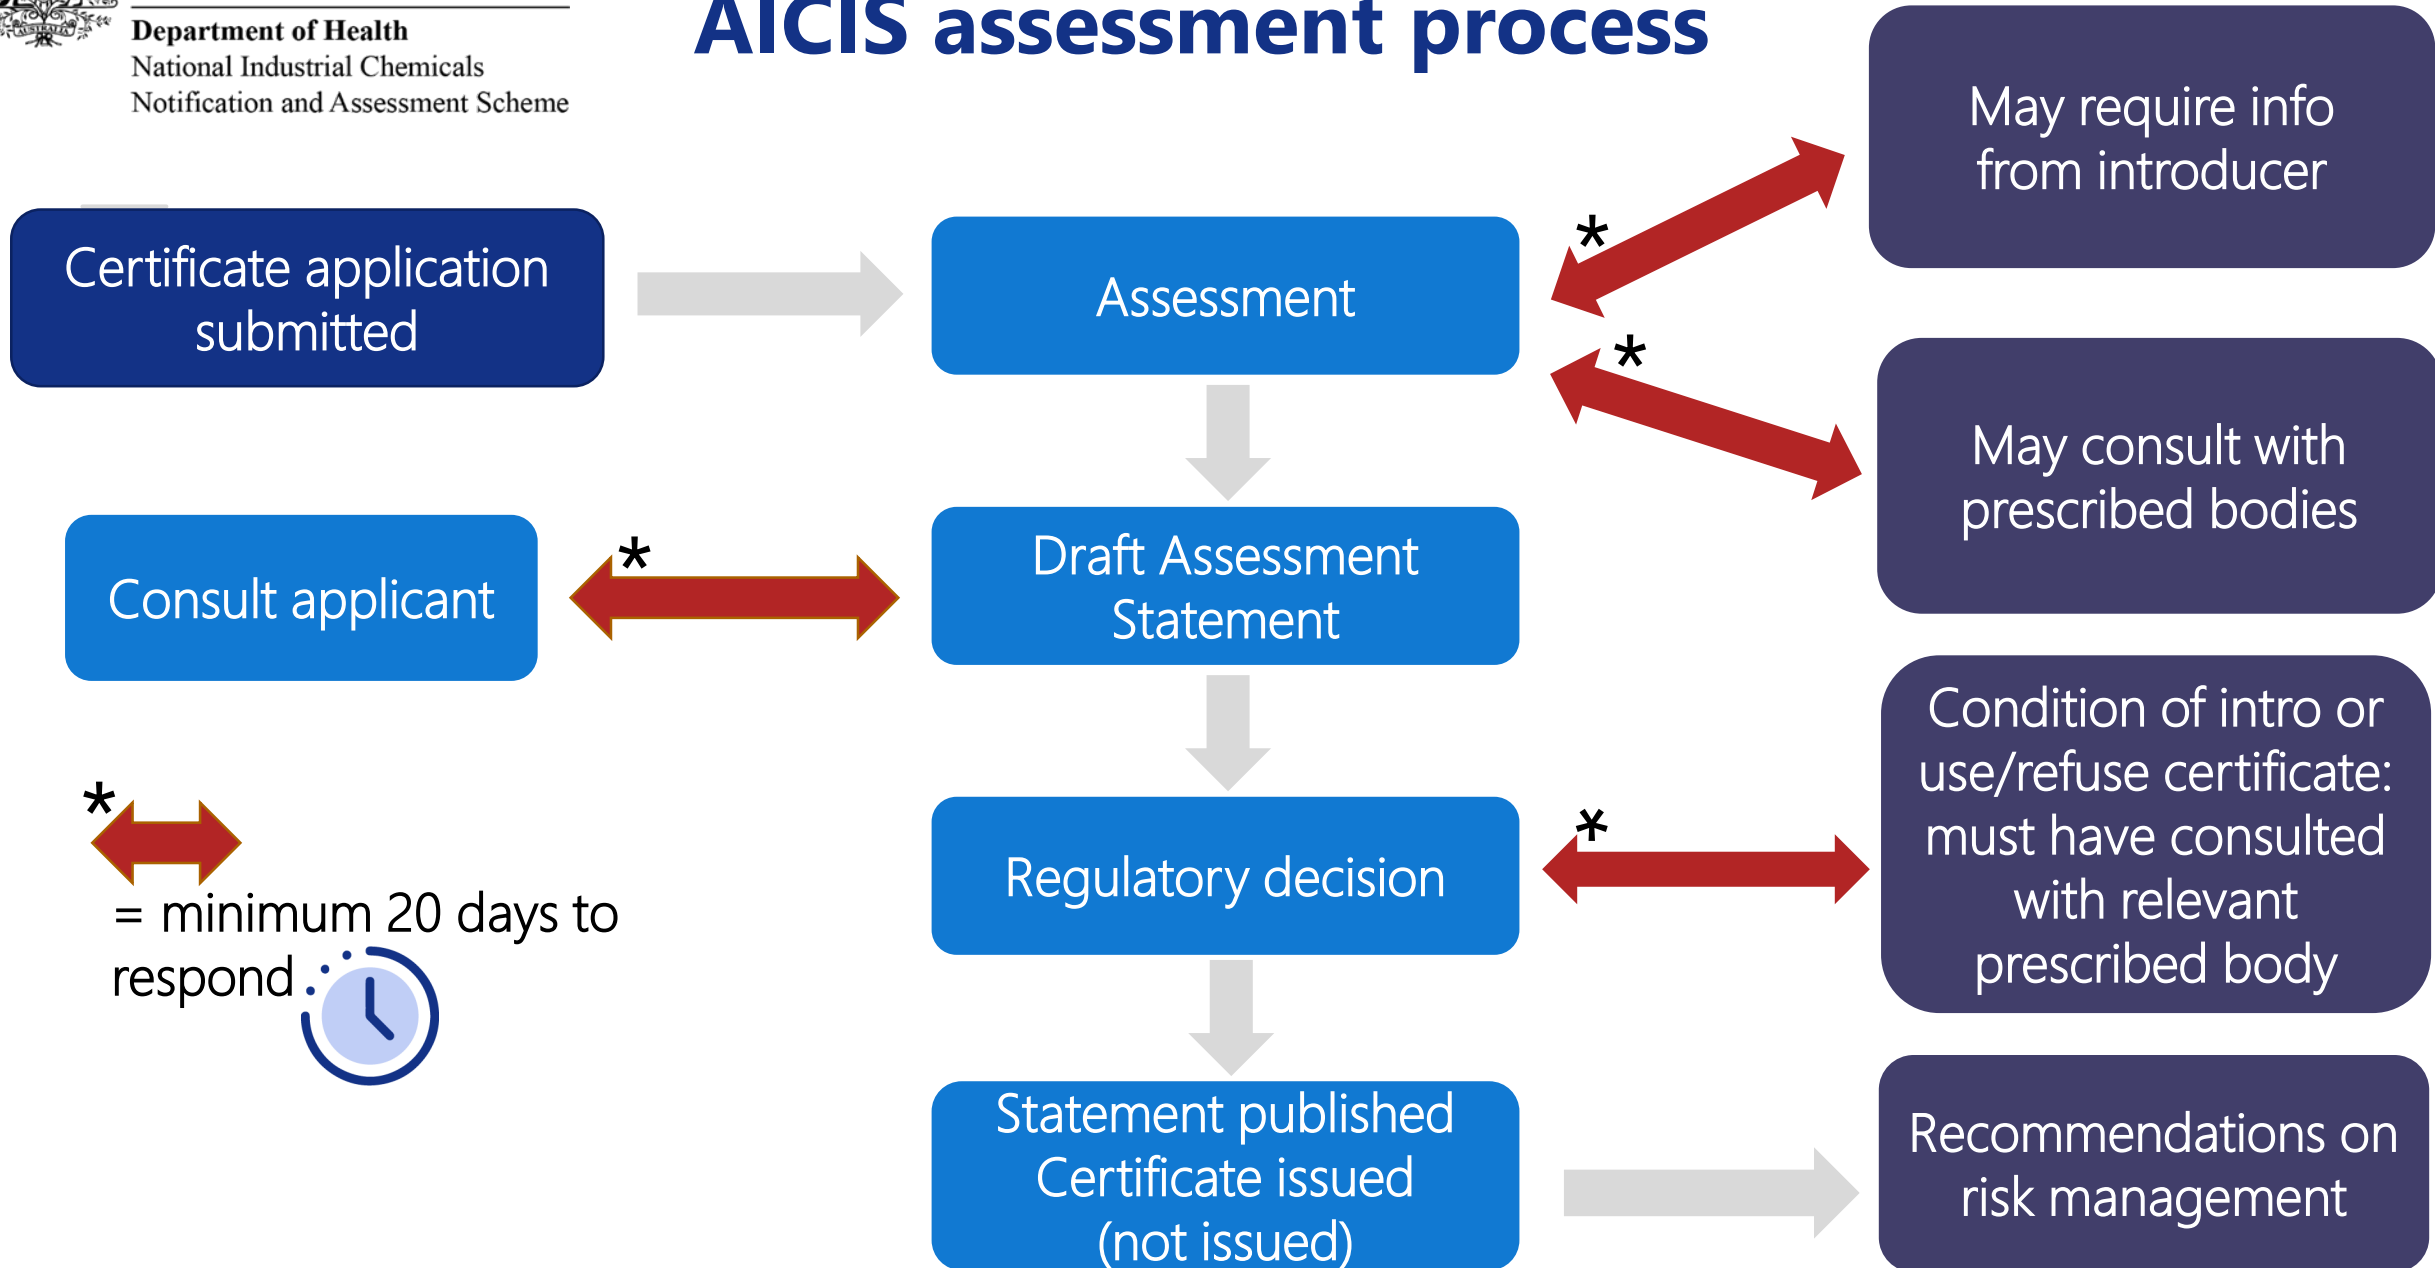 AUSTRALIA
Department of Health
National Industrial Chemicals
Notification and Assessment Scheme
AICIS assessment process
May require info
from introducer
Certificate application
submitted
*
Assessment
*
May consult with
prescribed bodies
Consult applicant
*
Draft Assessment
Statement
Condition of intro or
use/refuse certificate:
must have consulted
with relevant
prescribed body
*
= minimum 20 days to
respond
Regulatory decision
*
Statement published
Certificate issued
(not issued)
Recommendations on
risk management